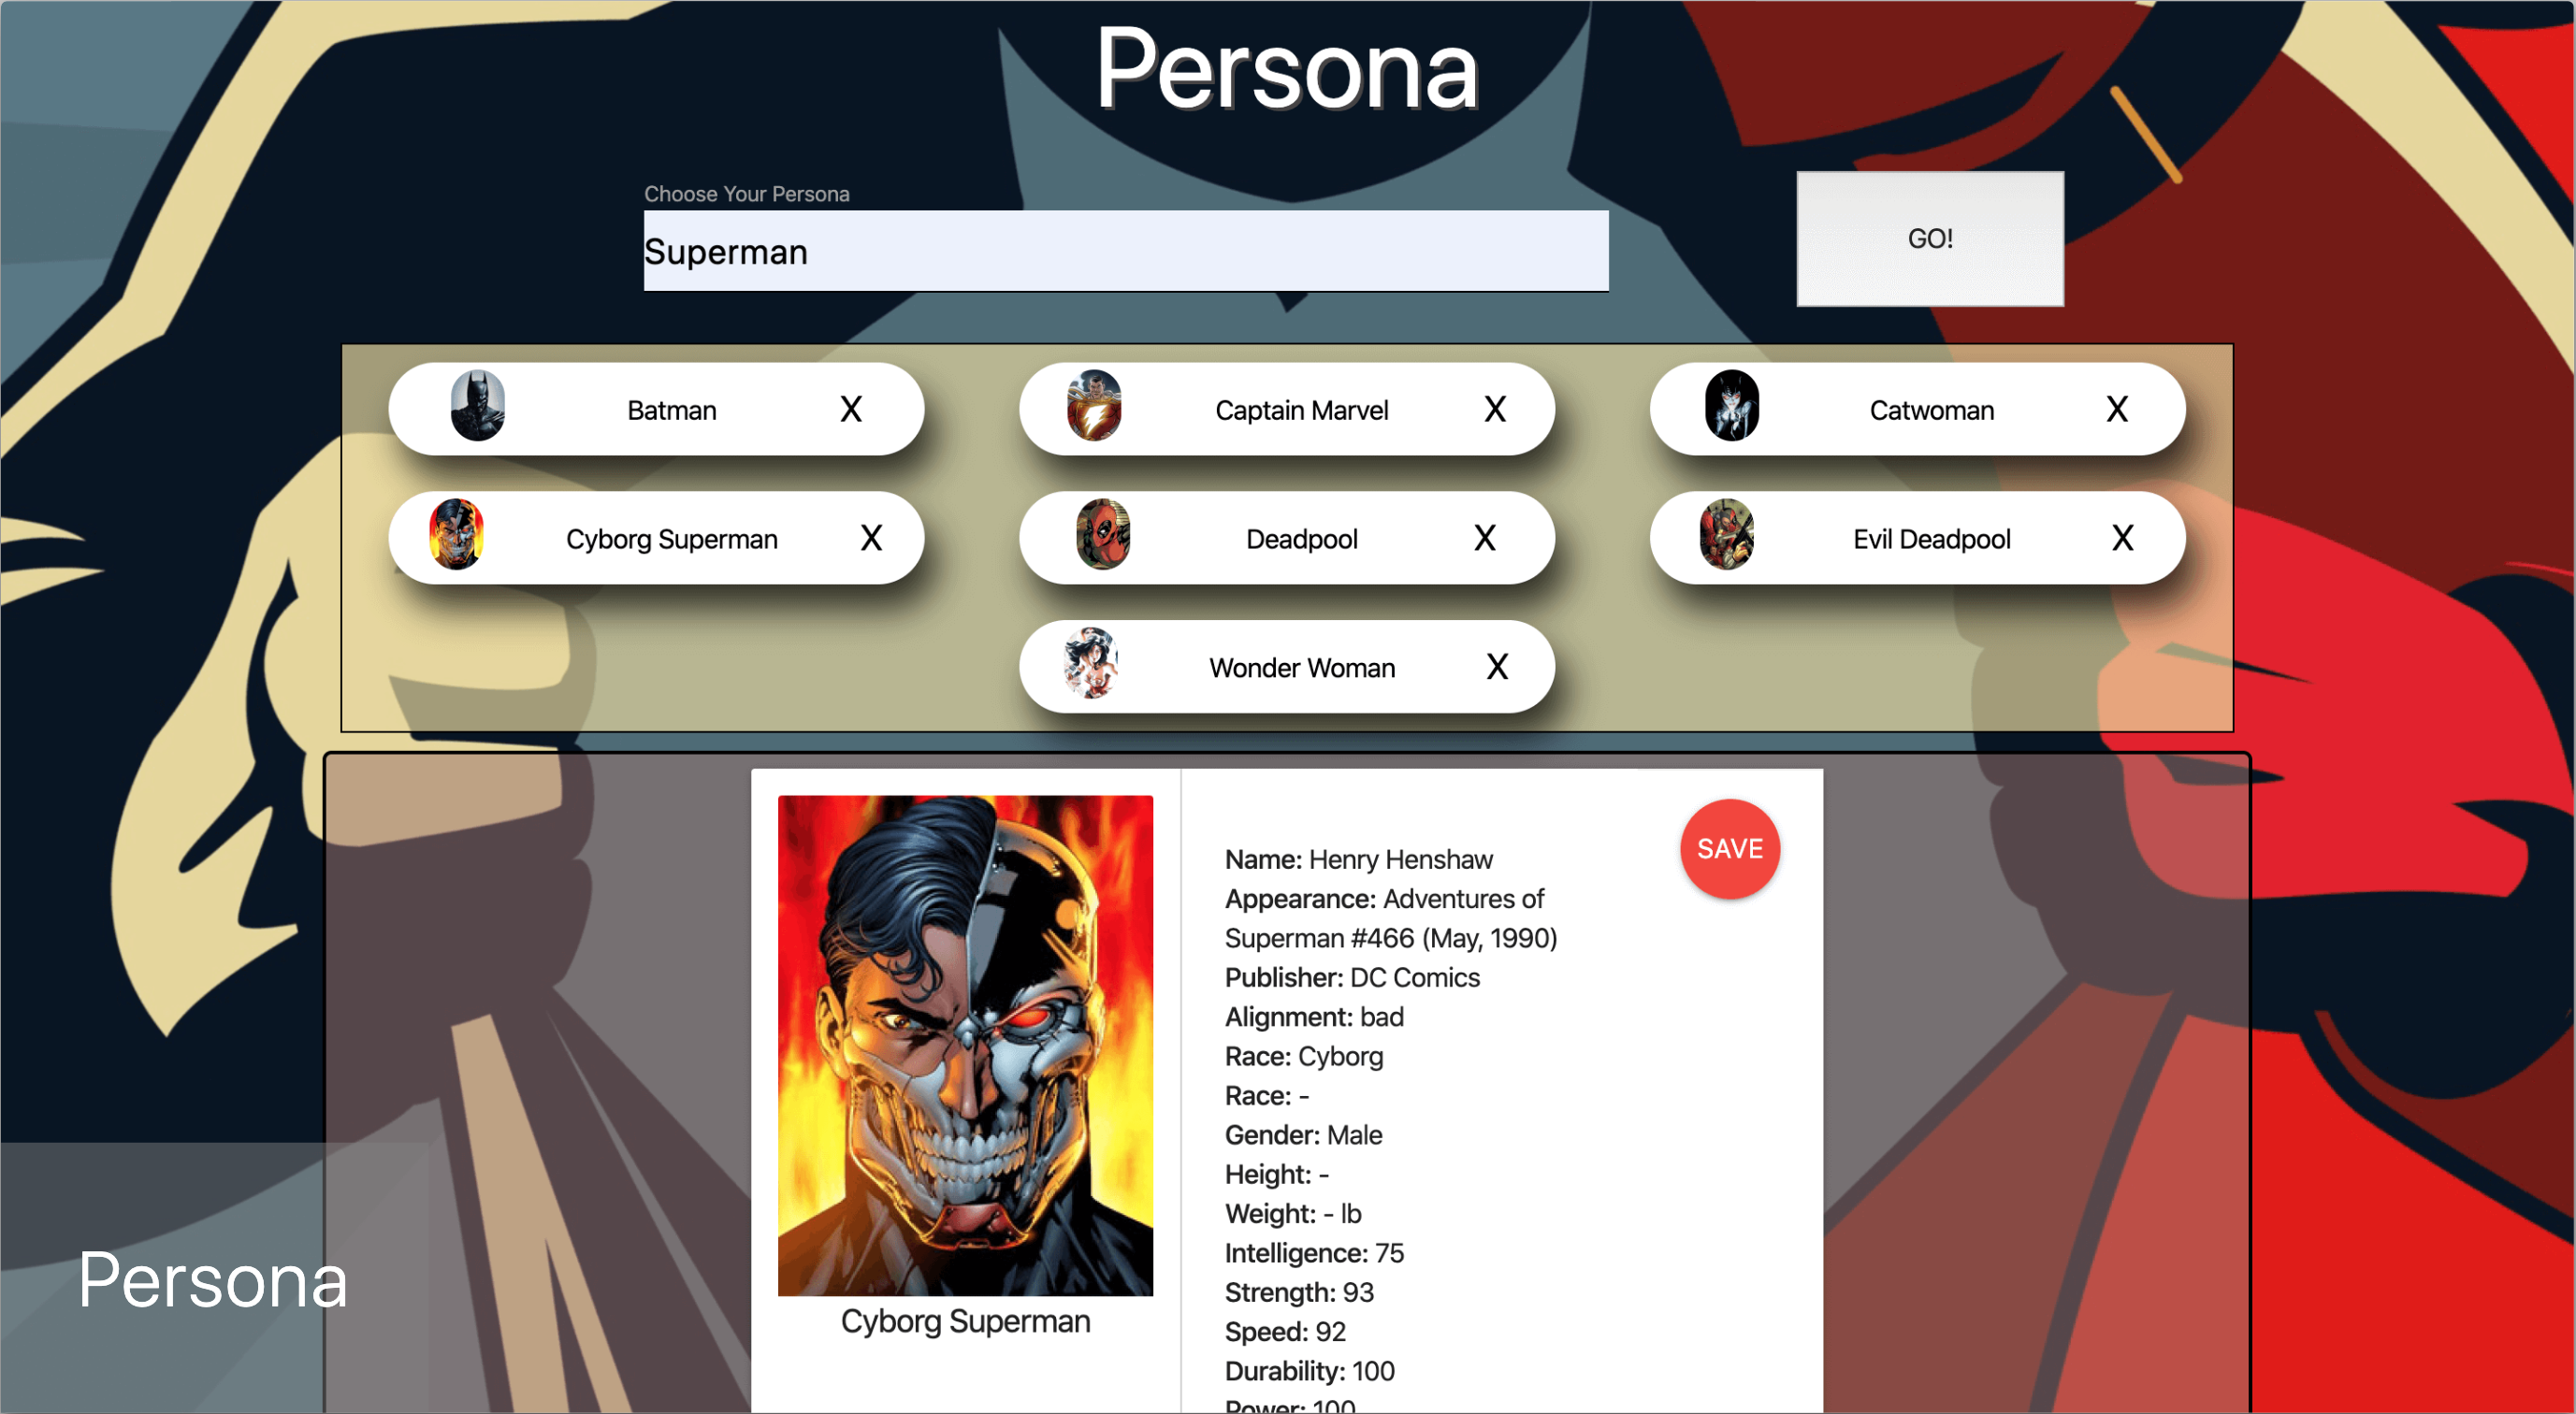 Persona
Choose Your Persona
Superman
GO!
Batman X
Captain Marvel X
Catwoman X
Cyborg Superman X
Deadpool X
Evil Deadpool X
Wonder Woman X
SAVE
Name: Henry Henshaw
Appearance: Adventures of
Superman #466 (May, 1990)
Publisher: DC Comics
Alignment: bad
Race: Cyborg
Race: -
Gender: Male
Height: -
Weight: - lb
Intelligence: 75
Strength: 93
Speed: 92
Durability: 100
Power: 100
Cyborg Superman
Persona